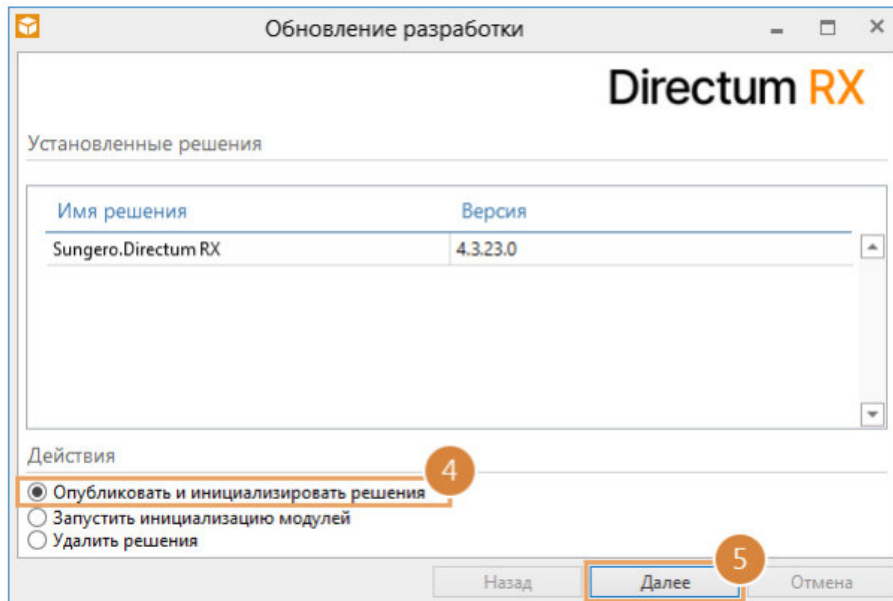 Обновление разработки
Directum RX
Установленные решения
Имя решения Версия
Sungero.Directum RX 4.3.23.0
Действия
4
Опубликовать и инициализировать решения
Запустить инициализацию модулей
Удалить решения
5
Назад Далее Отмена